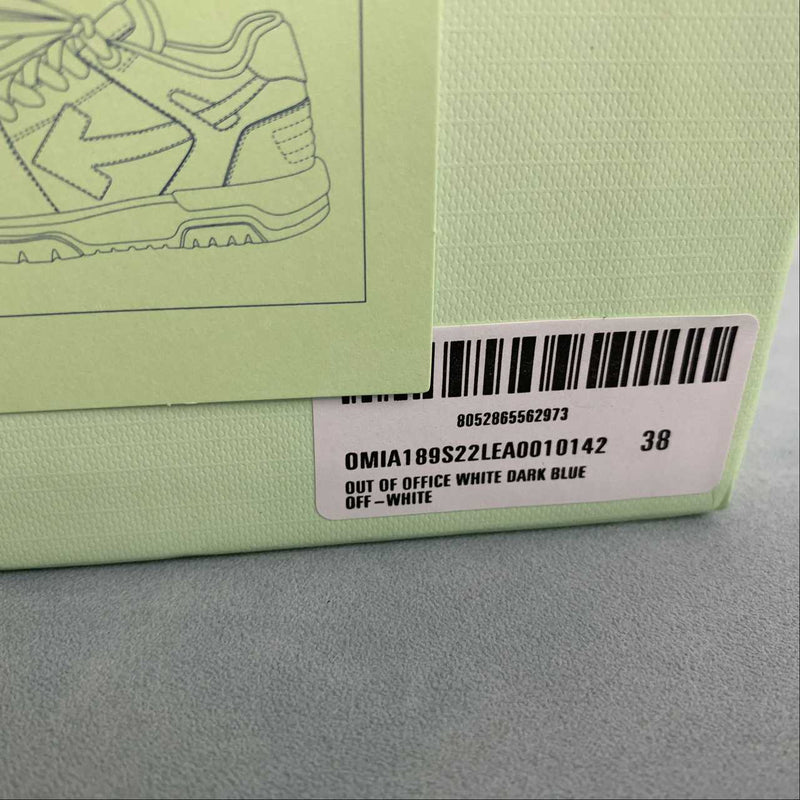 8052865562973
OMIA189S22LEA0010142 38
OUT OF OFFICE WHITE DARK BLUE
OFF-WHITE